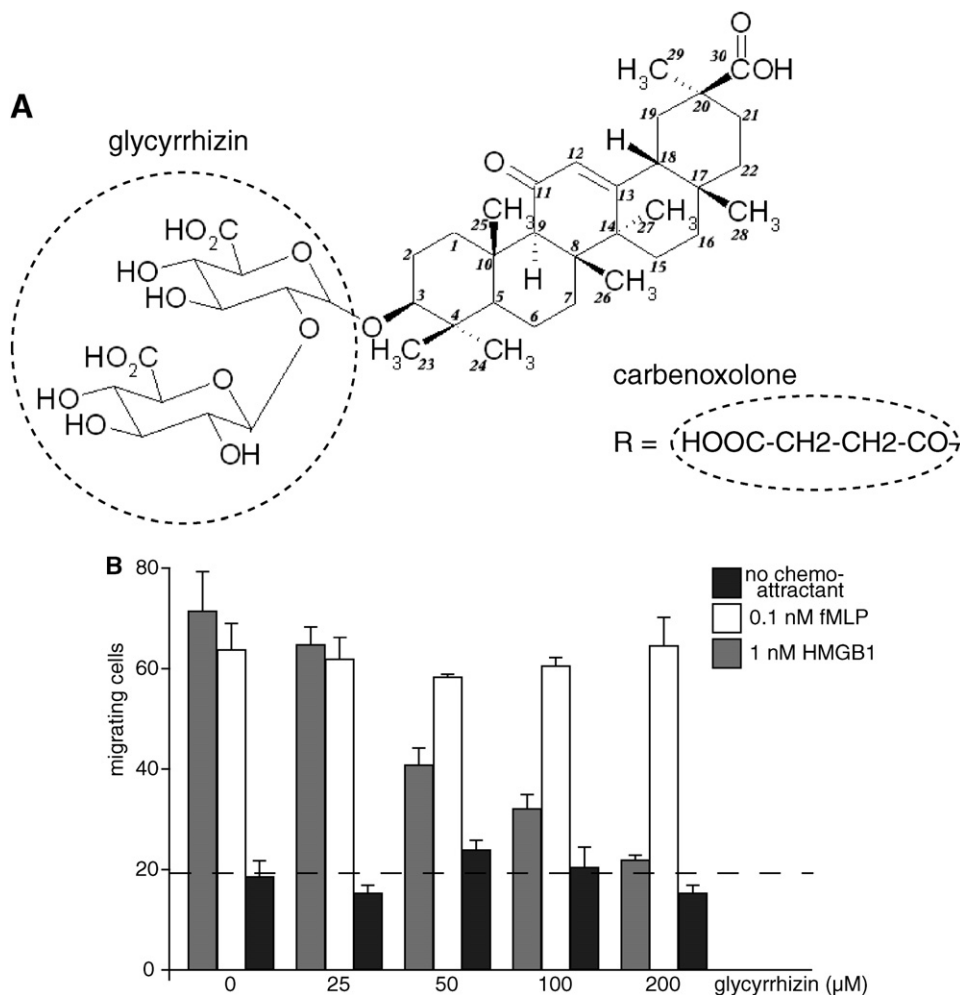 A
glycyrrhizin
O
30
29
H3C
COH
20
19
21
H
18
12
O
22
11
13
17
CH3
CH3
25
9
14
27
CH3
28
16
1
10
8
15
H
CH3
26
2
3
5
7
4
6
O
H3C
23
24
CH3
HO2C
O
HO
HO
O
O
HO2C
O
HO
HO
OH
carbenoxolone
R = HOOC-CH2-CH2-CO-
B
80
60
40
20
0
migrating cells
no chemo-
attractant
0.1 nM fMLP
1 nM HMGB1
0 25 50 100 200 glycyrrhizin (µM)